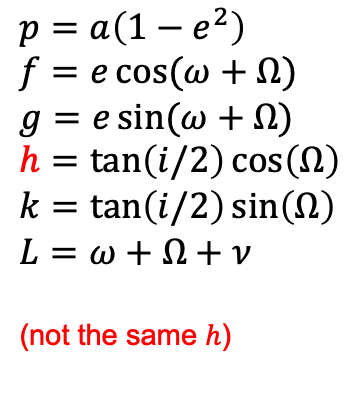 p = a(1 − e²)
f = e cos(ω + Ω)
g = e sin(ω + Ω)
h = tan(i/2) cos(Ω)
k = tan(i/2) sin(Ω)
L = ω + Ω + ν
(not the same h)